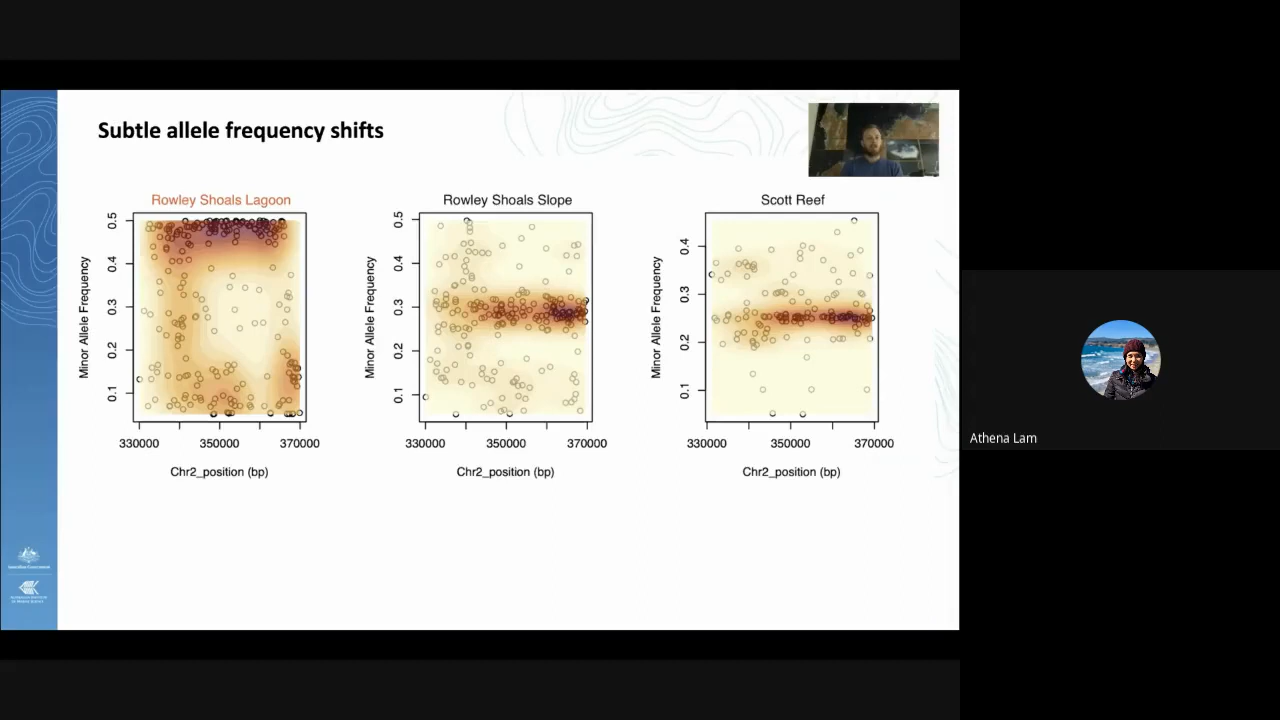 Subtle allele frequency shifts
Rowley Shoals Lagoon
Rowley Shoals Slope
Scott Reef
Minor Allele Frequency
0.5
0.4
0.3
0.2
0.1
330000
350000
370000
Chr2_position (bp)
Minor Allele Frequency
0.5
0.4
0.3
0.2
0.1
330000
350000
370000
Chr2_position (bp)
Minor Allele Frequency
0.4
0.3
0.2
0.1
330000
350000
370000
Chr2_position (bp)
Australian Government
Athena Lam